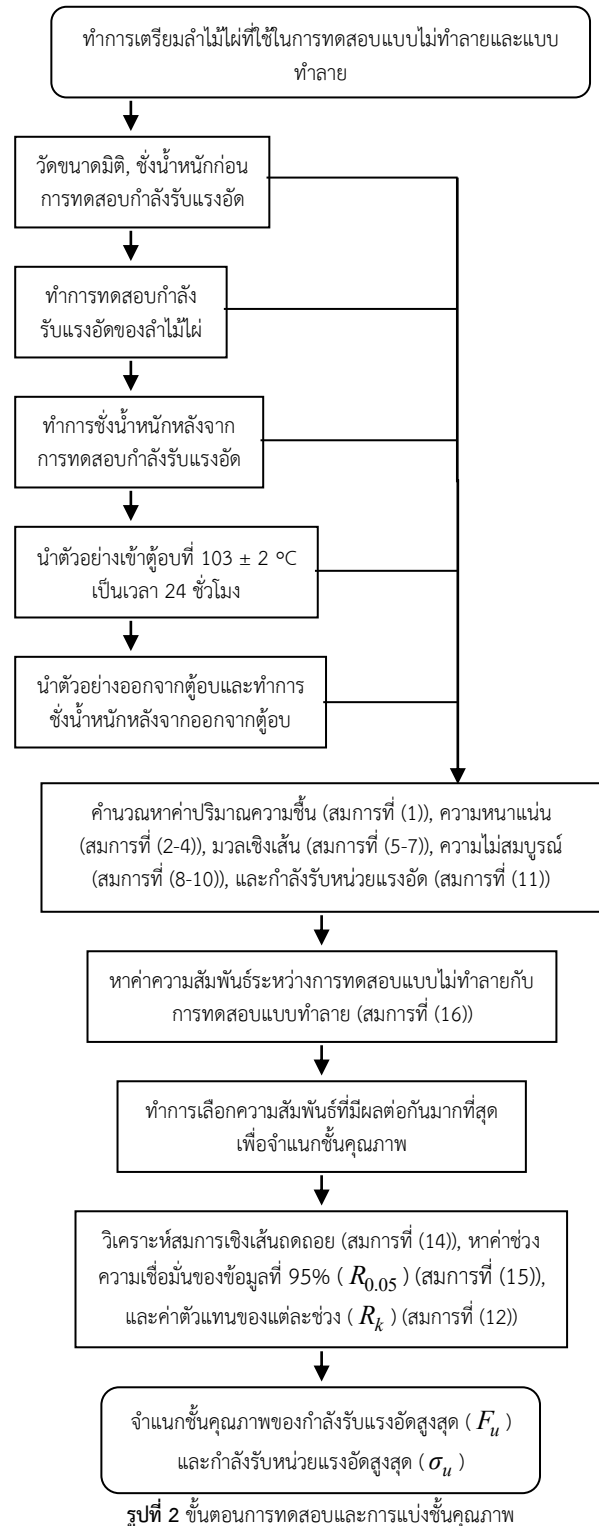 ทำการเตรียมลำไม้ไผ่ที่ใช้ในการทดสอบแบบไม่ทำลายและแบบ
ทำลาย
วัดขนาดมิติ, ชั่งน้ำหนักก่อน
การทดสอบกำลังรับแรงอัด
ทำการทดสอบกำลัง
รับแรงอัดของลำไม้ไผ่
ทำการชั่งน้ำหนักหลังจาก
การทดสอบกำลังรับแรงอัด
นำตัวอย่างเข้าตู้อบที่ 103 ± 2 ºC
เป็นเวลา 24 ชั่วโมง
นำตัวอย่างออกจากตู้อบและทำการ
ชั่งน้ำหนักหลังจากออกจากตู้อบ
คำนวณหาค่าปริมาณความชื้น (สมการที่ (1)), ความหนาแน่น
(สมการที่ (2-4)), มวลเชิงเส้น (สมการที่ (5-7)), ความไม่สมบูรณ์
(สมการที่ (8-10)), และกำลังรับหน่วยแรงอัด (สมการที่ (11))
หาค่าความสัมพันธ์ระหว่างการทดสอบแบบไม่ทำลายกับ
การทดสอบแบบทำลาย (สมการที่ (16))
ทำการเลือกความสัมพันธ์ที่มีผลต่อกันมากที่สุด
เพื่อจำแนกชั้นคุณภาพ
วิเคราะห์สมการเชิงเส้นถดถอย (สมการที่ (14)), หาค่าช่วง
ความเชื่อมั่นของข้อมูลที่ 95% ( R_{0.05} ) (สมการที่ (15)),
และค่าตัวแทนของแต่ละช่วง ( R_k ) (สมการที่ (12))
จำแนกชั้นคุณภาพของกำลังรับแรงอัดสูงสุด ( F_u )
และกำลังรับหน่วยแรงอัดสูงสุด ( σ_u )
รูปที่ 2 ขั้นตอนการทดสอบและการแบ่งชั้นคุณภาพ